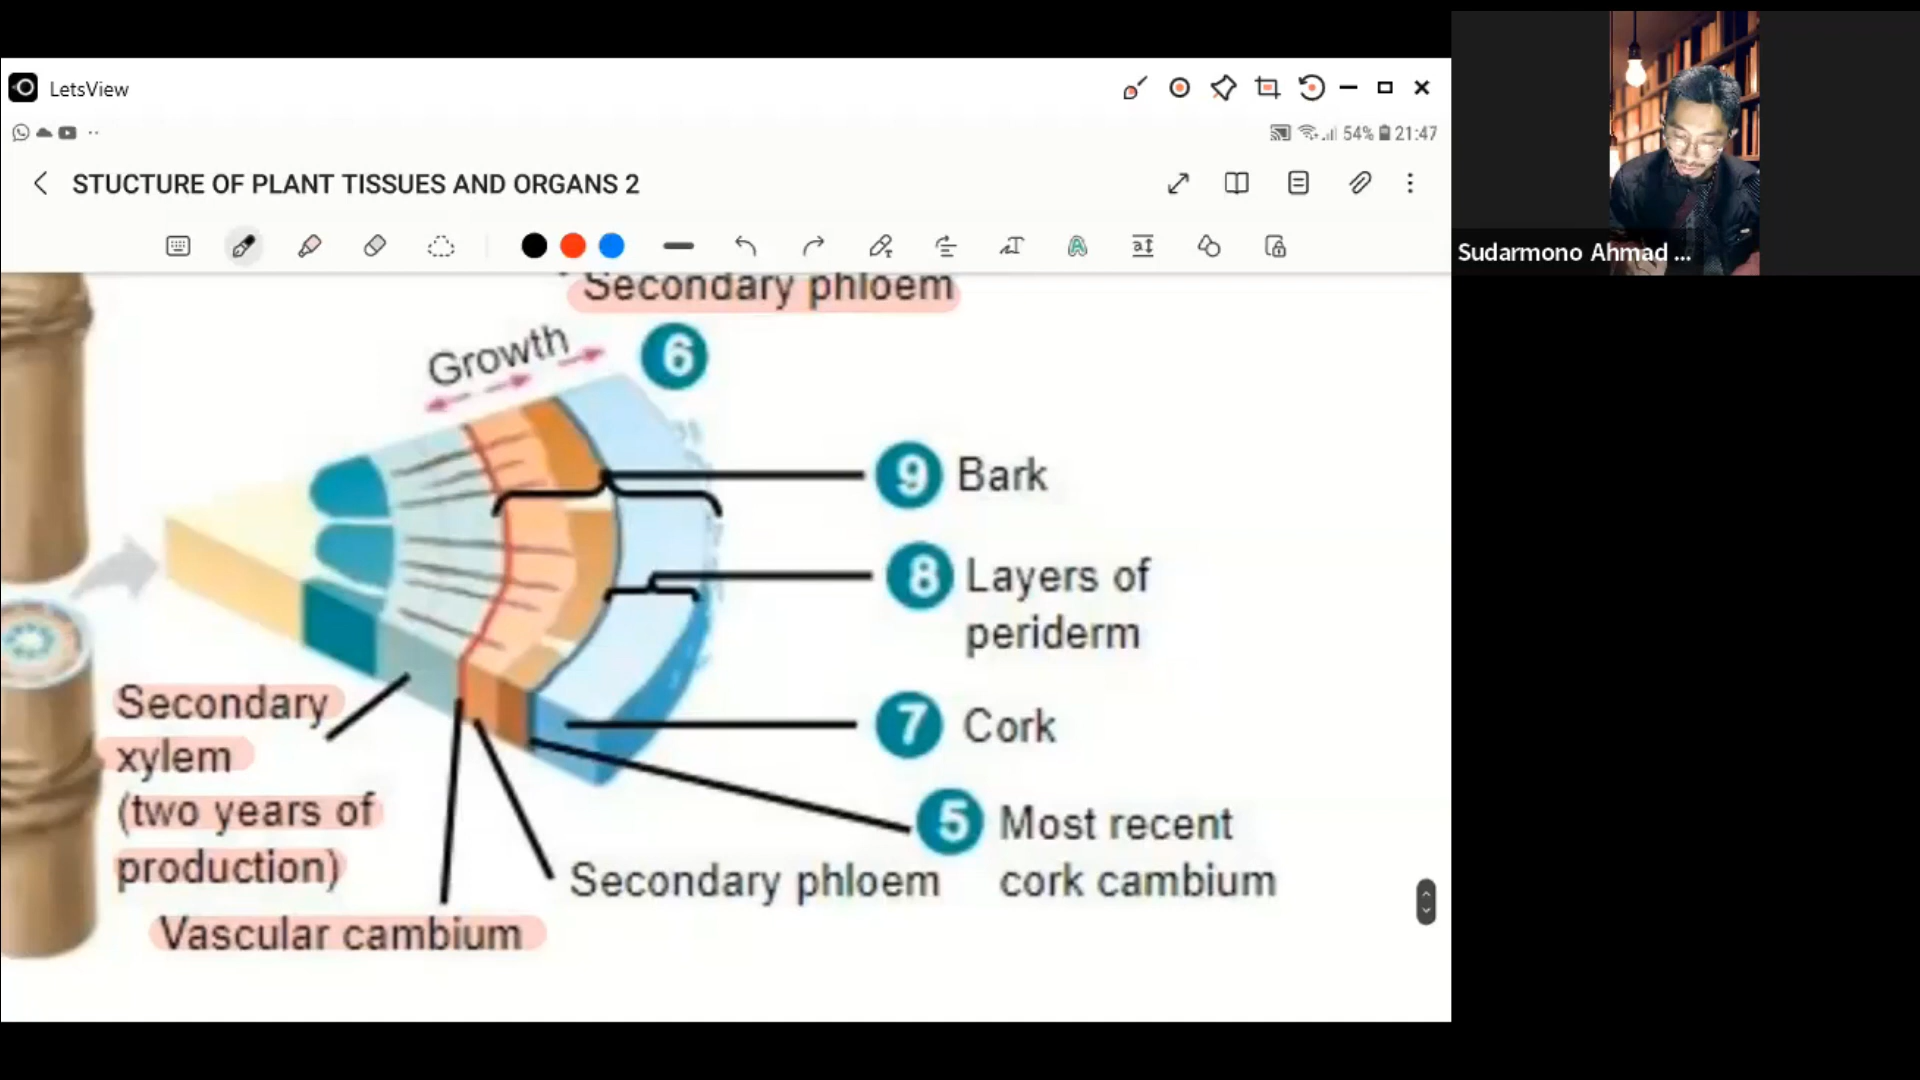 LetsView
54% 21:47
STUCTURE OF PLANT TISSUES AND ORGANS 2
Sudarmono Ahmad ...
Secondary phloem
Growth
6
9 Bark
8 Layers of
periderm
Secondary
xylem
(two years of
production)
7 Cork
5 Most recent
cork cambium
Secondary phloem
Vascular cambium